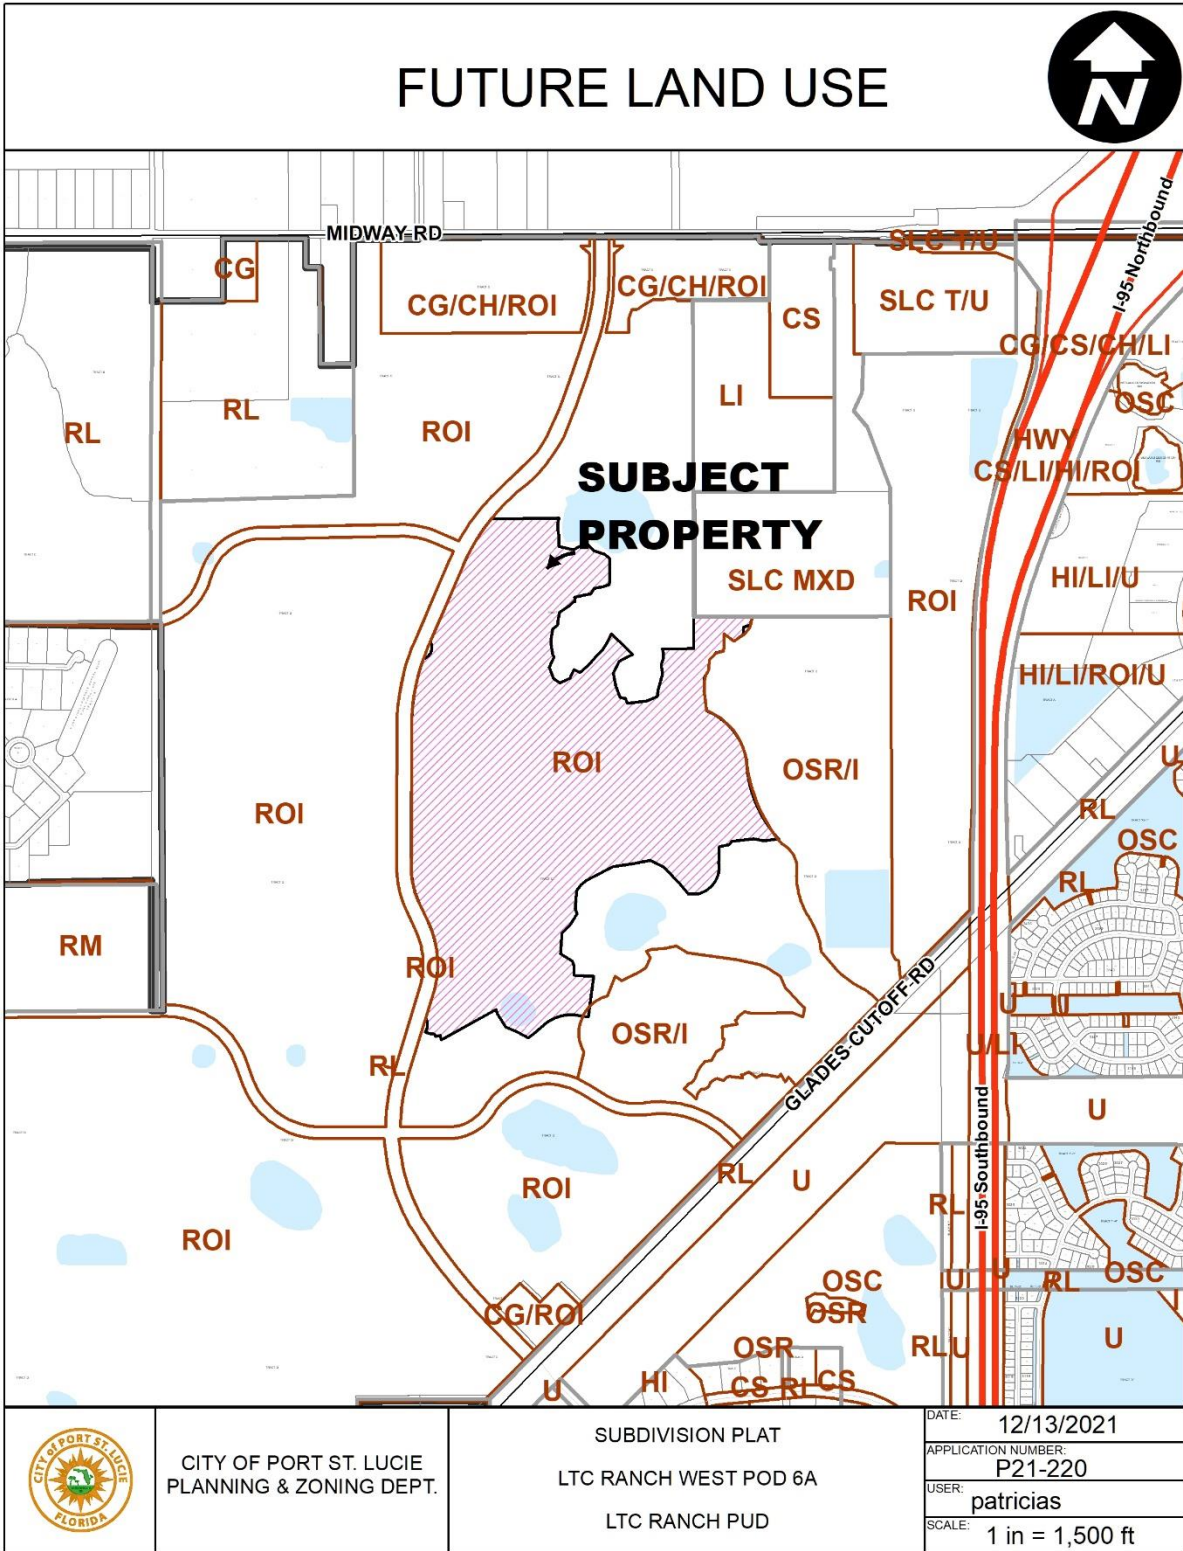 FUTURE LAND USE
N
MIDWAY RD
SLC T/U
I-95 Northbound
CG
CG/CH/ROI
CG/CH/ROI
CS
SLC T/U
CG/CS/CH/LI
OSC
RL
RL
ROI
LI
HWY
CS/LI/HI/ROI
SUBJECT
PROPERTY
SLC MXD
ROI
HI/LI/U
HI/LI/ROI/U
ROI
OSR/I
U
ROI
RL
OSC
RL
RM
ROI
GLADES CUTOFF RD
U
U
OSR/I
U/LI
RL
U
I-95 Southbound
RL
U
ROI
RL
ROI
OSC
U
U
RL
OSC
OSR
CG/ROI
OSR
RL
U
U
U
HI
CS
RL
CS
CITY OF PORT ST. LUCIE
FLORIDA
CITY OF PORT ST. LUCIE
PLANNING & ZONING DEPT.
SUBDIVISION PLAT
LTC RANCH WEST POD 6A
LTC RANCH PUD
DATE: 12/13/2021
APPLICATION NUMBER:
P21-220
USER: patricias
SCALE: 1 in = 1,500 ft